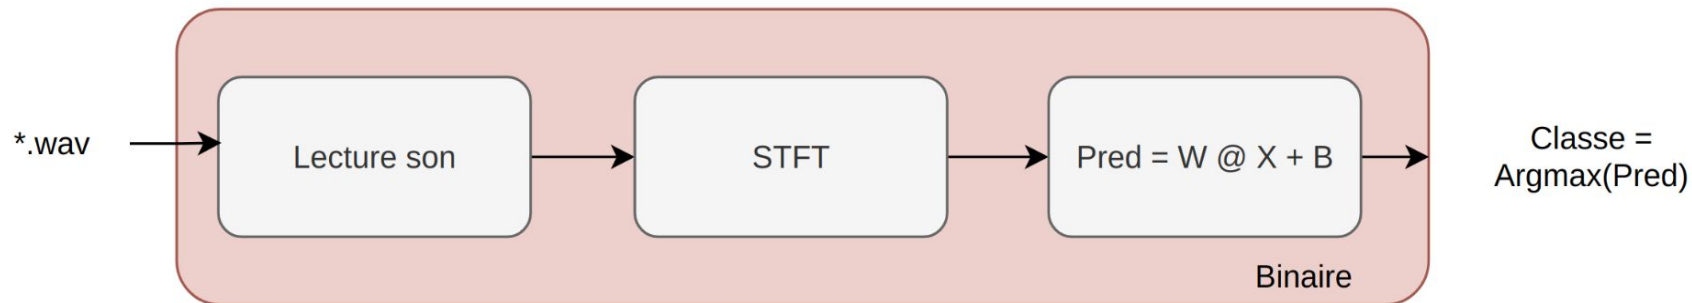 *.wav
Lecture son
STFT
Pred = W @ X + B
Classe =
Argmax(Pred)
Binaire